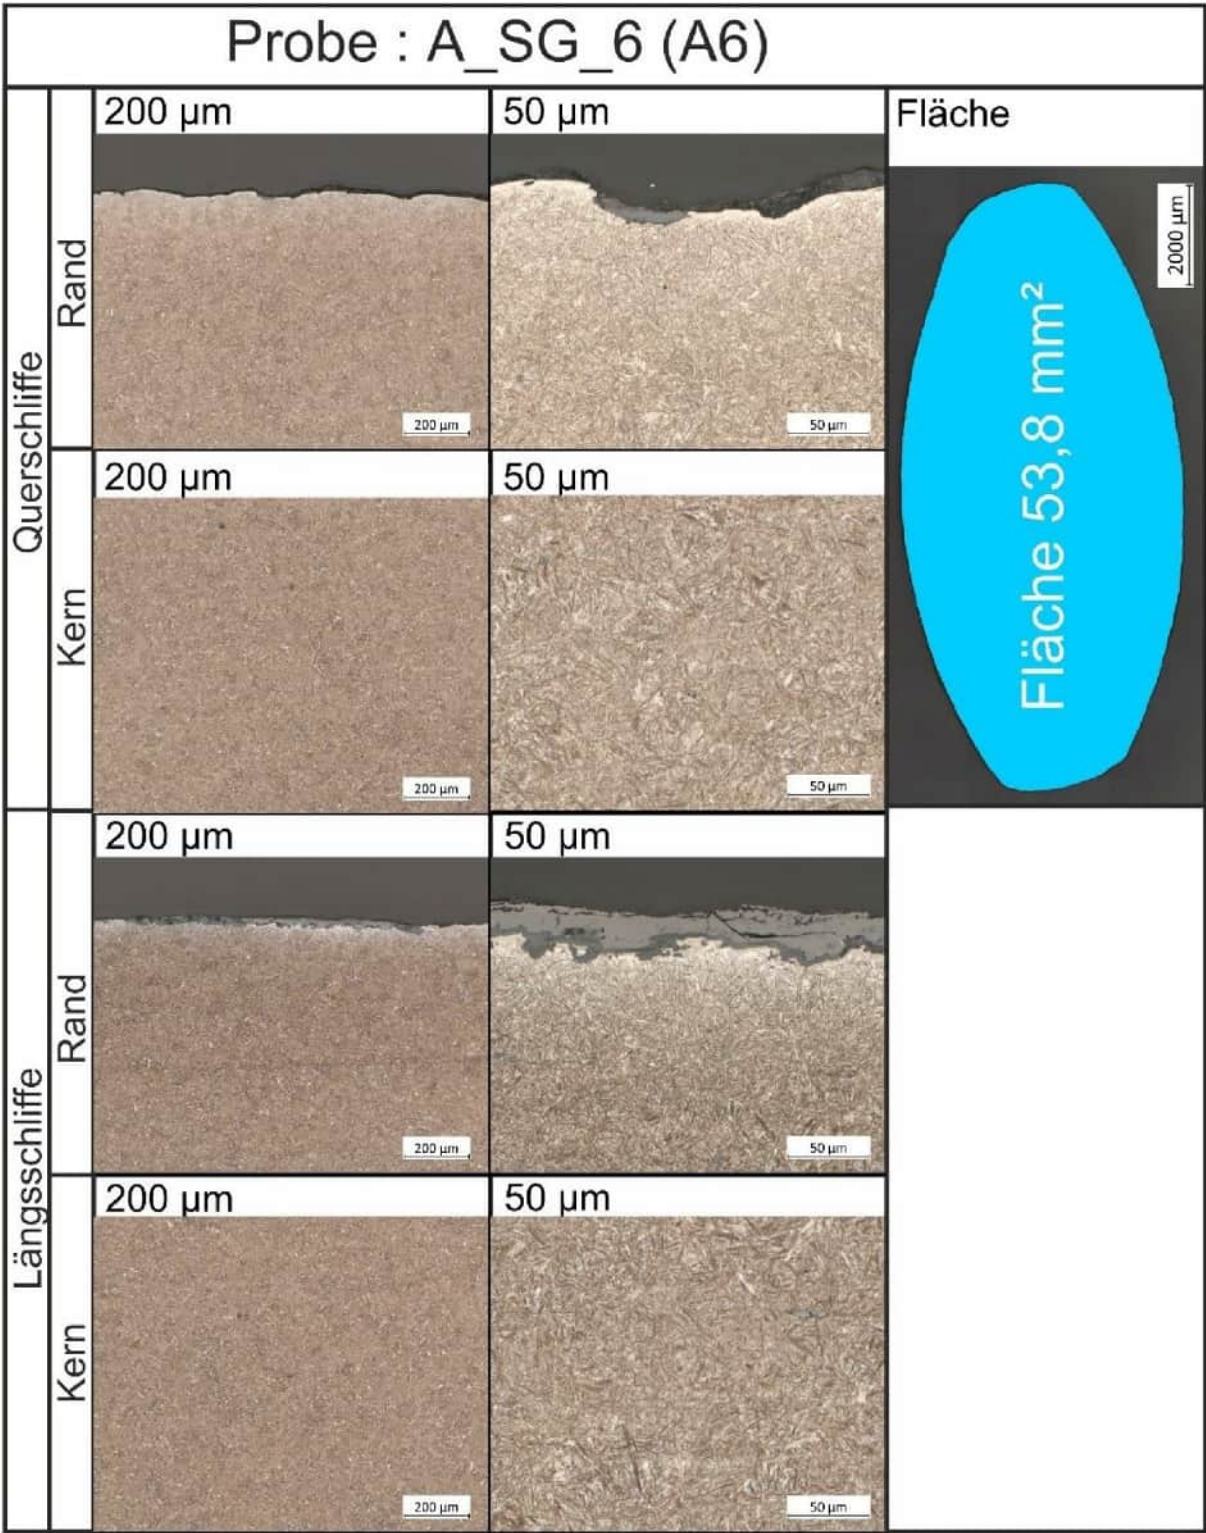 Probe : A_SG_6 (A6)
Querschliffe
Rand
200 µm
50 µm
Fläche
200 µm
50 µm
2000 µm
Fläche 53,8 mm²
Kern
200 µm
50 µm
200 µm
50 µm
Längsschliffe
Rand
200 µm
50 µm
200 µm
50 µm
Kern
200 µm
50 µm
200 µm
50 µm